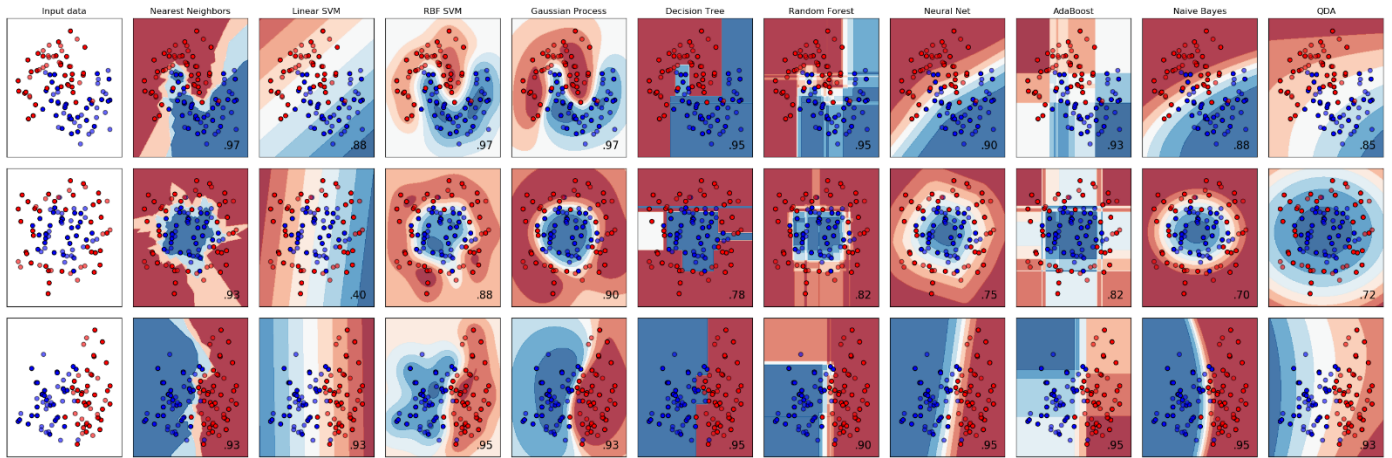 Input data Nearest Neighbors Linear SVM RBF SVM Gaussian Process Decision Tree Random Forest Neural Net AdaBoost Naive Bayes QDA
.97 .88 .97 .97 .95 .95 .90 .93 .88 .85
.93 .40 .88 .90 .78 .82 .75 .82 .70 .72
.93 .93 .95 .93 .95 .90 .95 .95 .95 .93